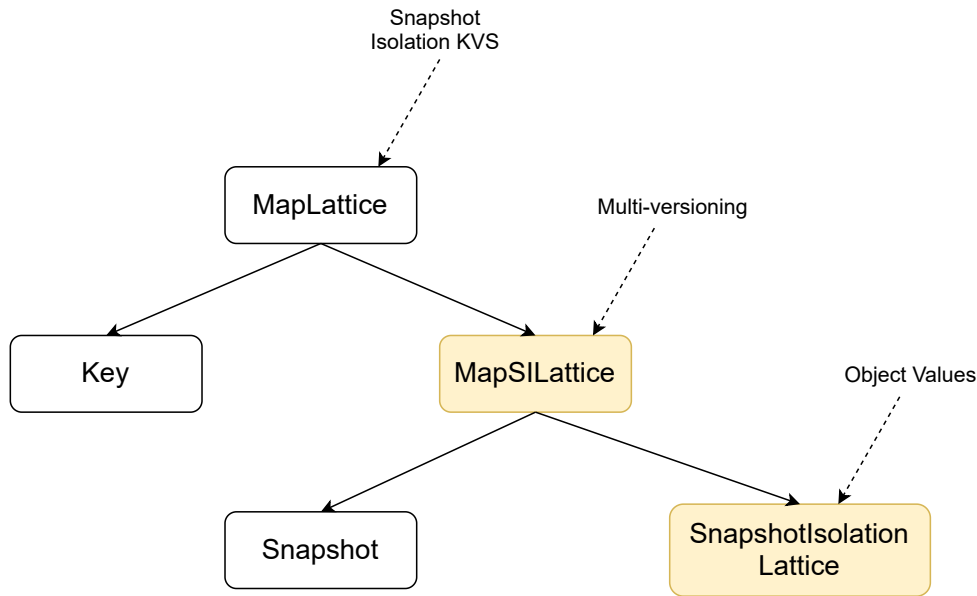 Snapshot
Isolation KVS
MapLattice
Multi-versioning
Key
MapSILattice
Object Values
Snapshot
SnapshotIsolation
Lattice